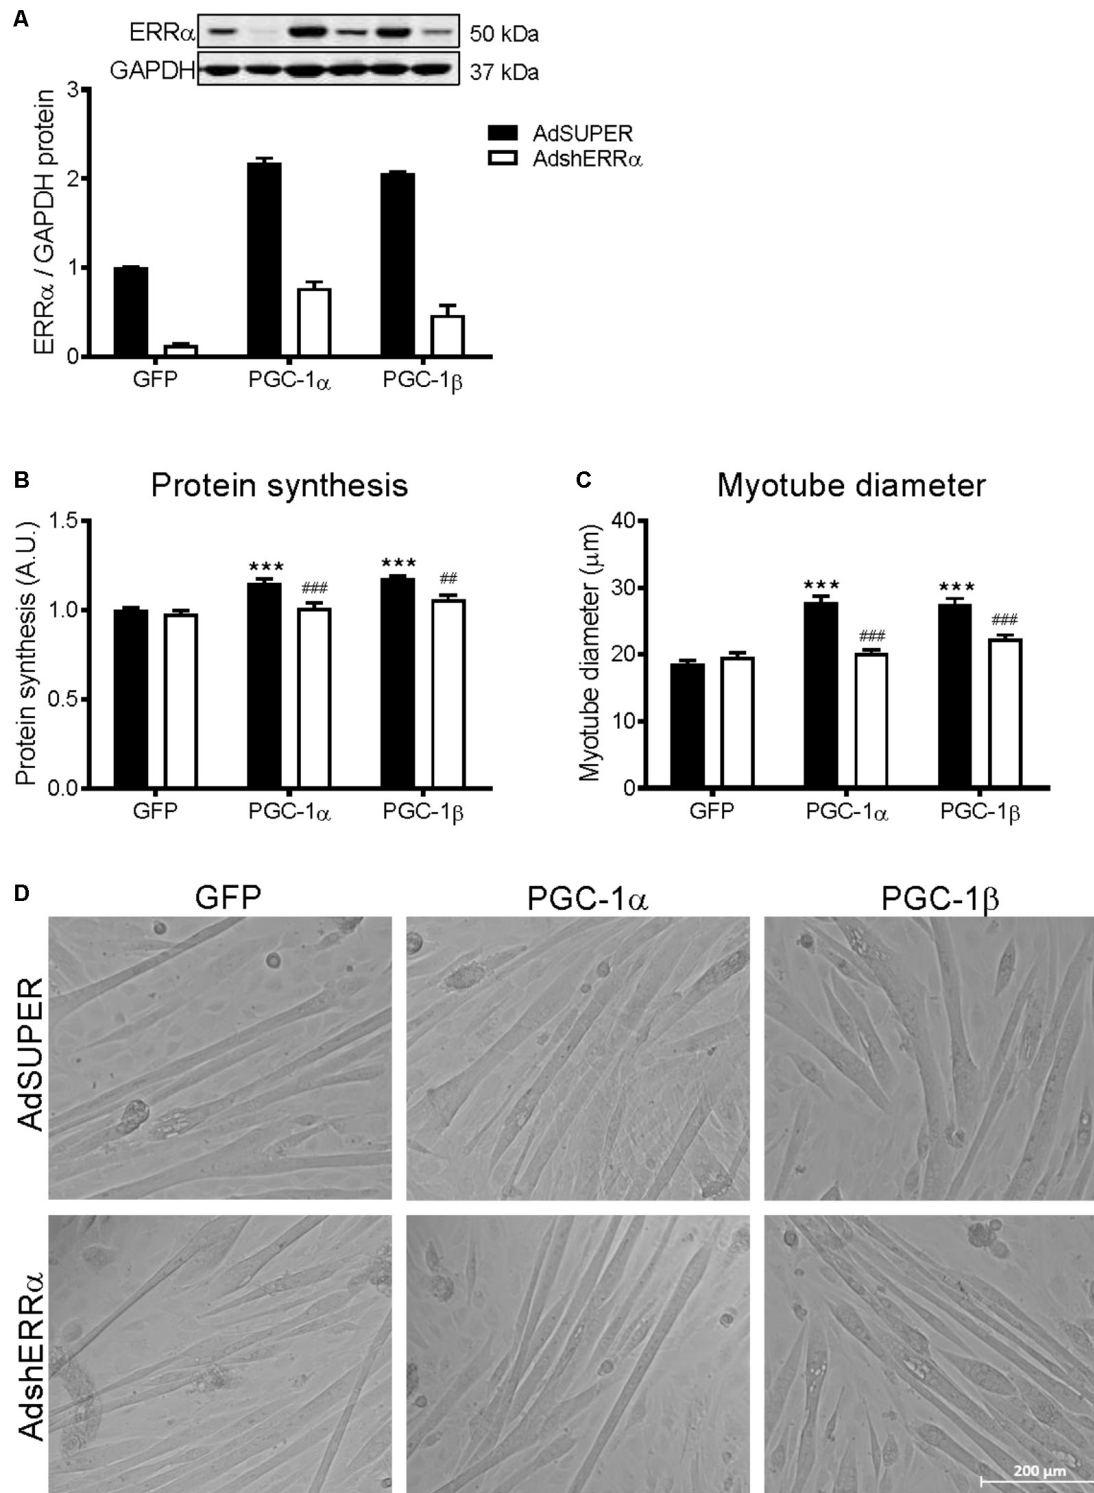 A
ERRα 50 kDa
GAPDH 37 kDa
ERRα / GAPDH protein
3
2
1
0
AdSUPER
AdshERRα
GFP PGC-1α PGC-1β
B
Protein synthesis
Protein synthesis (A.U.)
1.5
1.0
0.5
0.0
*** ### *** ##
GFP PGC-1α PGC-1β
C
Myotube diameter
Myotube diameter (μm)
40
30
20
10
0
*** ### *** ###
GFP PGC-1α PGC-1β
D
GFP PGC-1α PGC-1β
AdSUPER
AdshERRα
200 μm